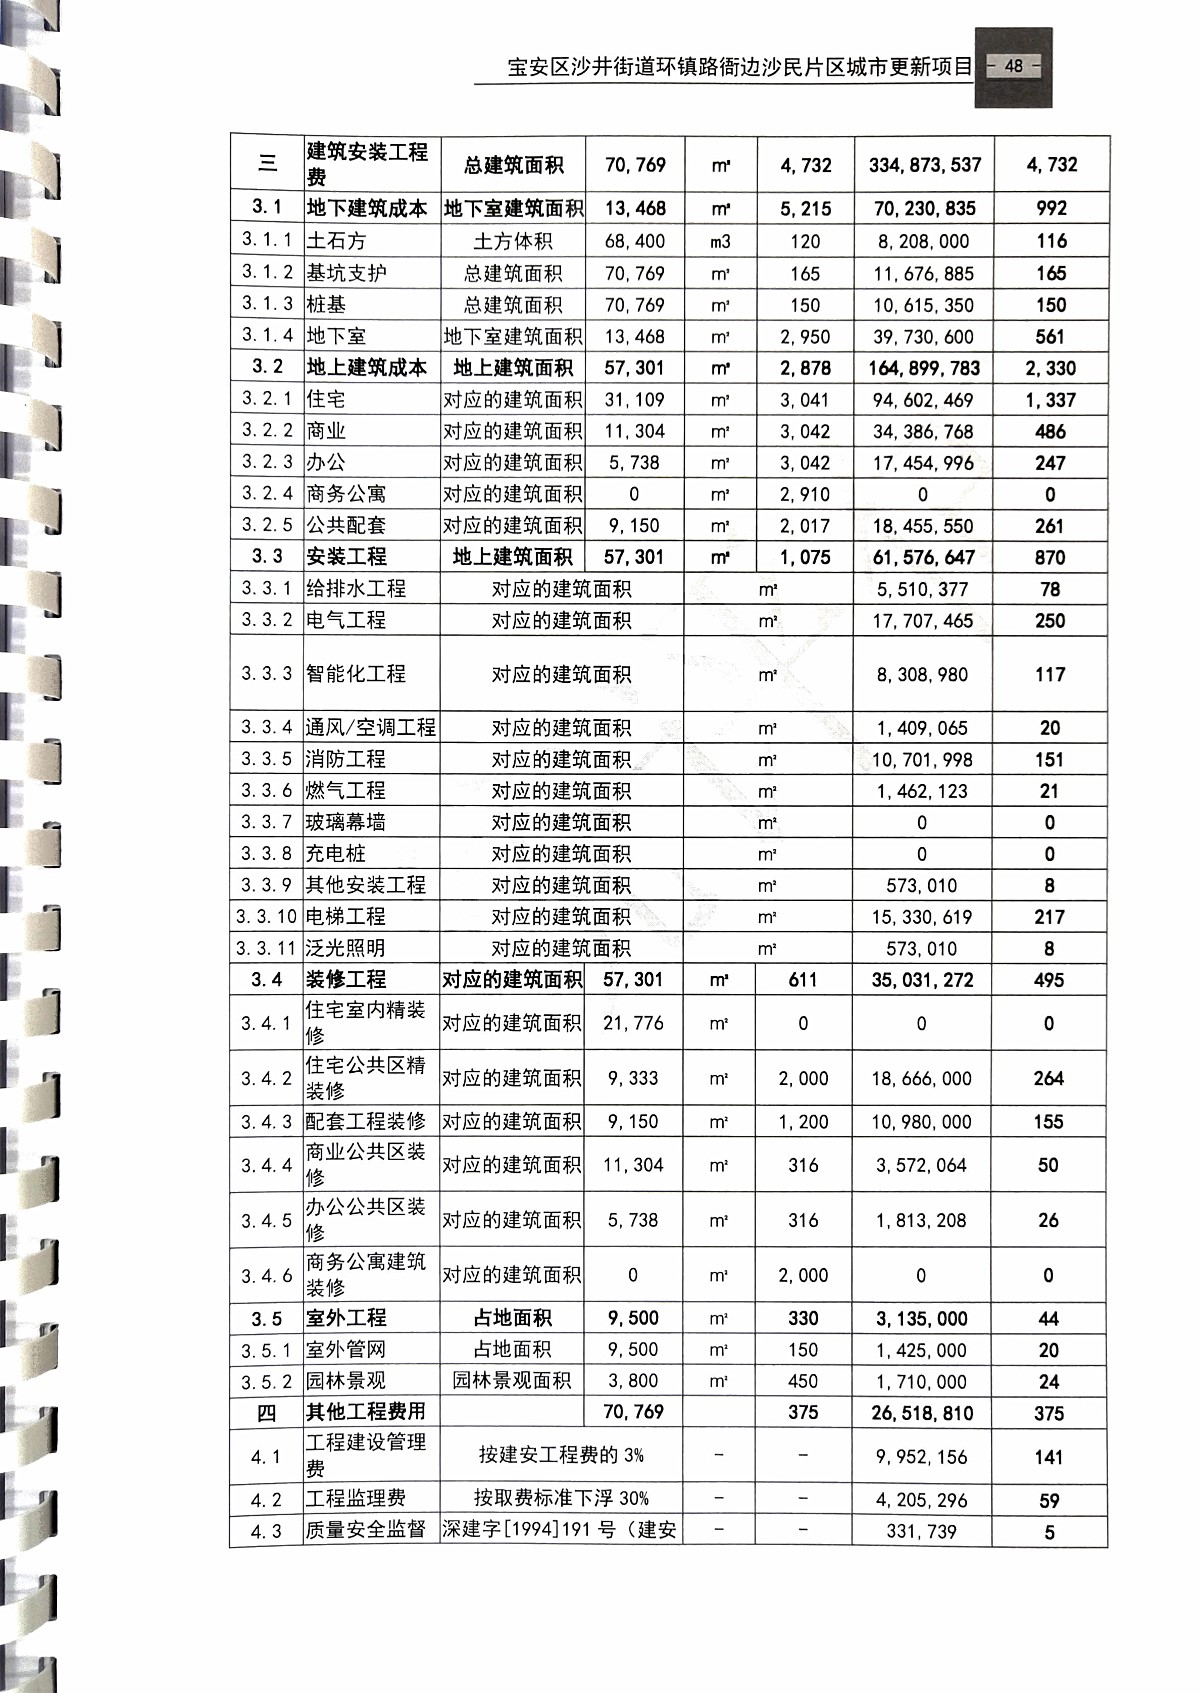 宝安区沙井街道环镇路衙边沙民片区城市更新项目 - 48 -
三 建筑安装工程费 总建筑面积 70,769 ㎡ 4,732 334,873,537 4,732
3.1 地下建筑成本 地下室建筑面积 13,468 ㎡ 5,215 70,230,835 992
3.1.1 土石方 土方体积 68,400 m3 120 8,208,000 116
3.1.2 基坑支护 总建筑面积 70,769 ㎡ 165 11,676,885 165
3.1.3 桩基 总建筑面积 70,769 ㎡ 150 10,615,350 150
3.1.4 地下室 地下室建筑面积 13,468 ㎡ 2,950 39,730,600 561
3.2 地上建筑成本 地上建筑面积 57,301 ㎡ 2,878 164,899,783 2,330
3.2.1 住宅 对应的建筑面积 31,109 ㎡ 3,041 94,602,469 1,337
3.2.2 商业 对应的建筑面积 11,304 ㎡ 3,042 34,386,768 486
3.2.3 办公 对应的建筑面积 5,738 ㎡ 3,042 17,454,996 247
3.2.4 商务公寓 对应的建筑面积 0 ㎡ 2,910 0 0
3.2.5 公共配套 对应的建筑面积 9,150 ㎡ 2,017 18,455,550 261
3.3 安装工程 地上建筑面积 57,301 ㎡ 1,075 61,576,647 870
3.3.1 给排水工程 对应的建筑面积 ㎡ 5,510,377 78
3.3.2 电气工程 对应的建筑面积 ㎡ 17,707,465 250
3.3.3 智能化工程 对应的建筑面积 ㎡ 8,308,980 117
3.3.4 通风/空调工程 对应的建筑面积 ㎡ 1,409,065 20
3.3.5 消防工程 对应的建筑面积 ㎡ 10,701,998 151
3.3.6 燃气工程 对应的建筑面积 ㎡ 1,462,123 21
3.3.7 玻璃幕墙 对应的建筑面积 ㎡ 0 0
3.3.8 充电桩 对应的建筑面积 ㎡ 0 0
3.3.9 其他安装工程 对应的建筑面积 ㎡ 573,010 8
3.3.10 电梯工程 对应的建筑面积 ㎡ 15,330,619 217
3.3.11 泛光照明 对应的建筑面积 ㎡ 573,010 8
3.4 装修工程 对应的建筑面积 57,301 ㎡ 611 35,031,272 495
3.4.1 住宅室内精装修 对应的建筑面积 21,776 ㎡ 0 0 0
3.4.2 住宅公共区精装修 对应的建筑面积 9,333 ㎡ 2,000 18,666,000 264
3.4.3 配套工程装修 对应的建筑面积 9,150 ㎡ 1,200 10,980,000 155
3.4.4 商业公共区装修 对应的建筑面积 11,304 ㎡ 316 3,572,064 50
3.4.5 办公公共区装修 对应的建筑面积 5,738 ㎡ 316 1,813,208 26
3.4.6 商务公寓建筑装修 对应的建筑面积 0 ㎡ 2,000 0 0
3.5 室外工程 占地面积 9,500 ㎡ 330 3,135,000 44
3.5.1 室外管网 占地面积 9,500 ㎡ 150 1,425,000 20
3.5.2 园林景观 园林景观面积 3,800 ㎡ 450 1,710,000 24
四 其他工程费用 70,769 375 26,518,810 375
4.1 工程建设管理费 按建安工程费的 3% - - 9,952,156 141
4.2 工程监理费 按取费标准下浮 30% - - 4,205,296 59
4.3 质量安全监督 深建字[1994]191 号（建安 - - 331,739 5